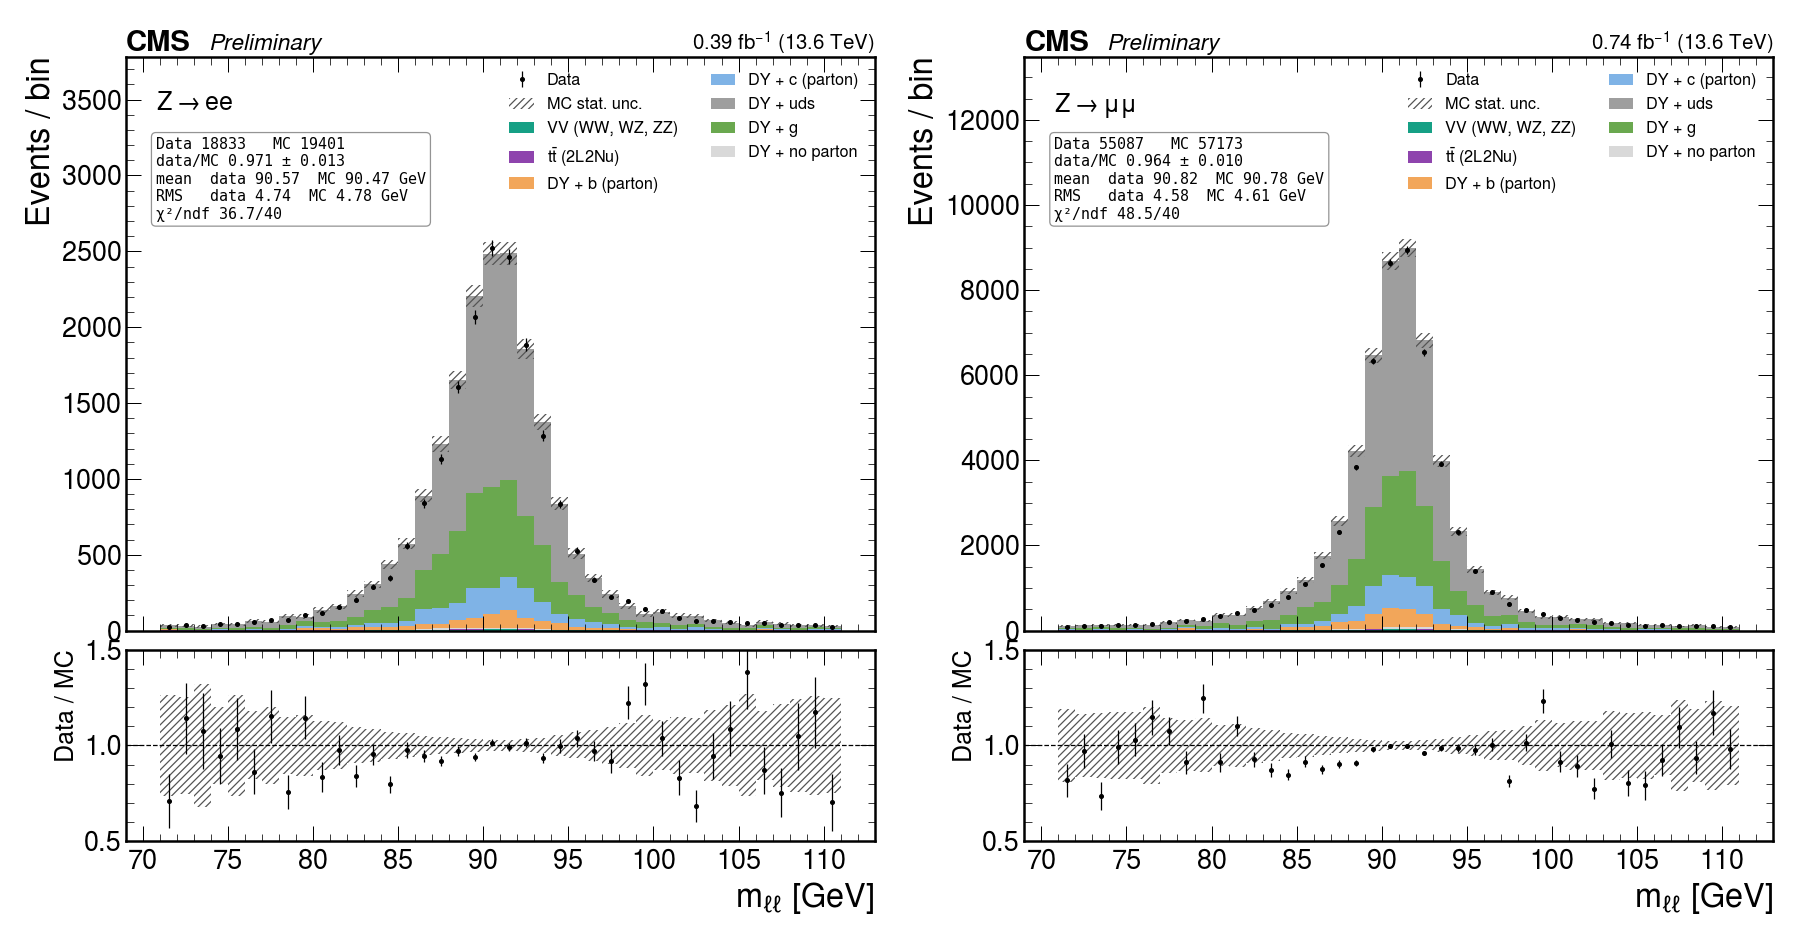 CMS Preliminary 0.39 fb⁻¹ (13.6 TeV)
Events / bin
Z → ee
Data 18833   MC 19401
data/MC 0.971 ± 0.013
mean  data 90.57  MC 90.47 GeV
RMS   data 4.74  MC 4.78 GeV
χ²/ndf 36.7/40
Data
MC stat. unc.
VV (WW, WZ, ZZ)
tt̄ (2L2Nu)
DY + b (parton)
DY + c (parton)
DY + uds
DY + g
DY + no parton
3500
3000
2500
2000
1500
1000
500
0
Data / MC
1.5
1.0
0.5
70 75 80 85 90 95 100 105 110
m_ℓℓ [GeV]
CMS Preliminary 0.74 fb⁻¹ (13.6 TeV)
Events / bin
Z → μμ
Data 55087   MC 57173
data/MC 0.964 ± 0.010
mean  data 90.82  MC 90.78 GeV
RMS   data 4.58  MC 4.61 GeV
χ²/ndf 48.5/40
Data
MC stat. unc.
VV (WW, WZ, ZZ)
tt̄ (2L2Nu)
DY + b (parton)
DY + c (parton)
DY + uds
DY + g
DY + no parton
12000
10000
8000
6000
4000
2000
0
Data / MC
1.5
1.0
0.5
70 75 80 85 90 95 100 105 110
m_ℓℓ [GeV]